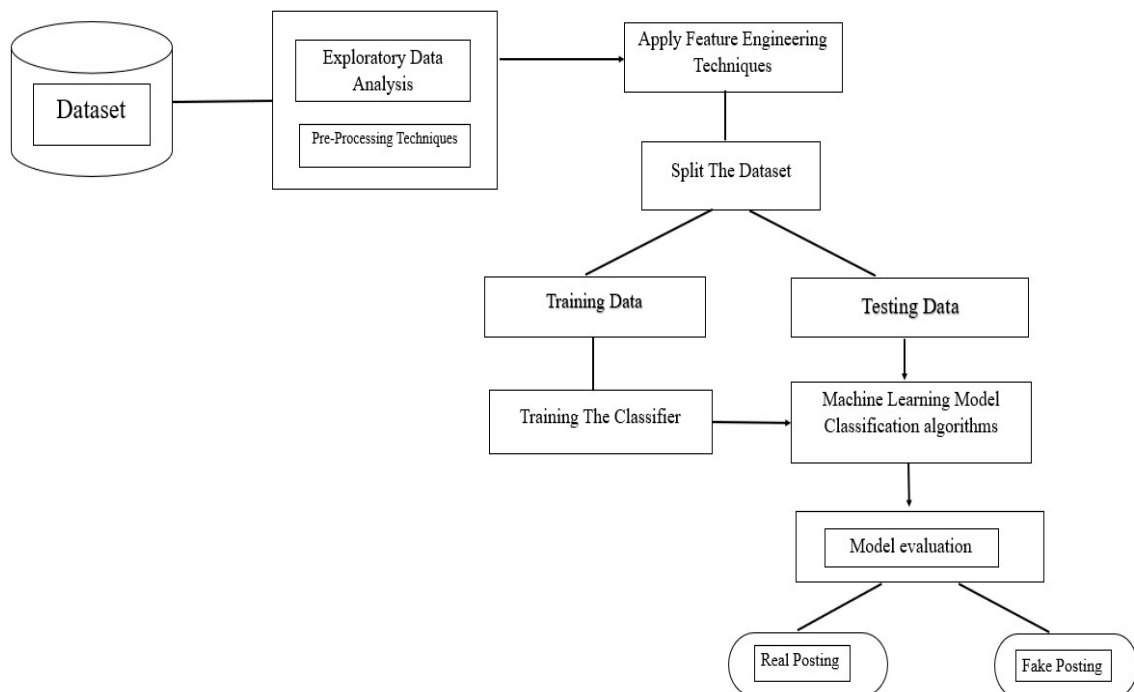 Dataset
Exploratory Data
Analysis
Pre-Processing Techniques
Apply Feature Engineering
Techniques
Split The Dataset
Training Data
Testing Data
Training The Classifier
Machine Learning Model
Classification algorithms
Model evaluation
Real Posting
Fake Posting